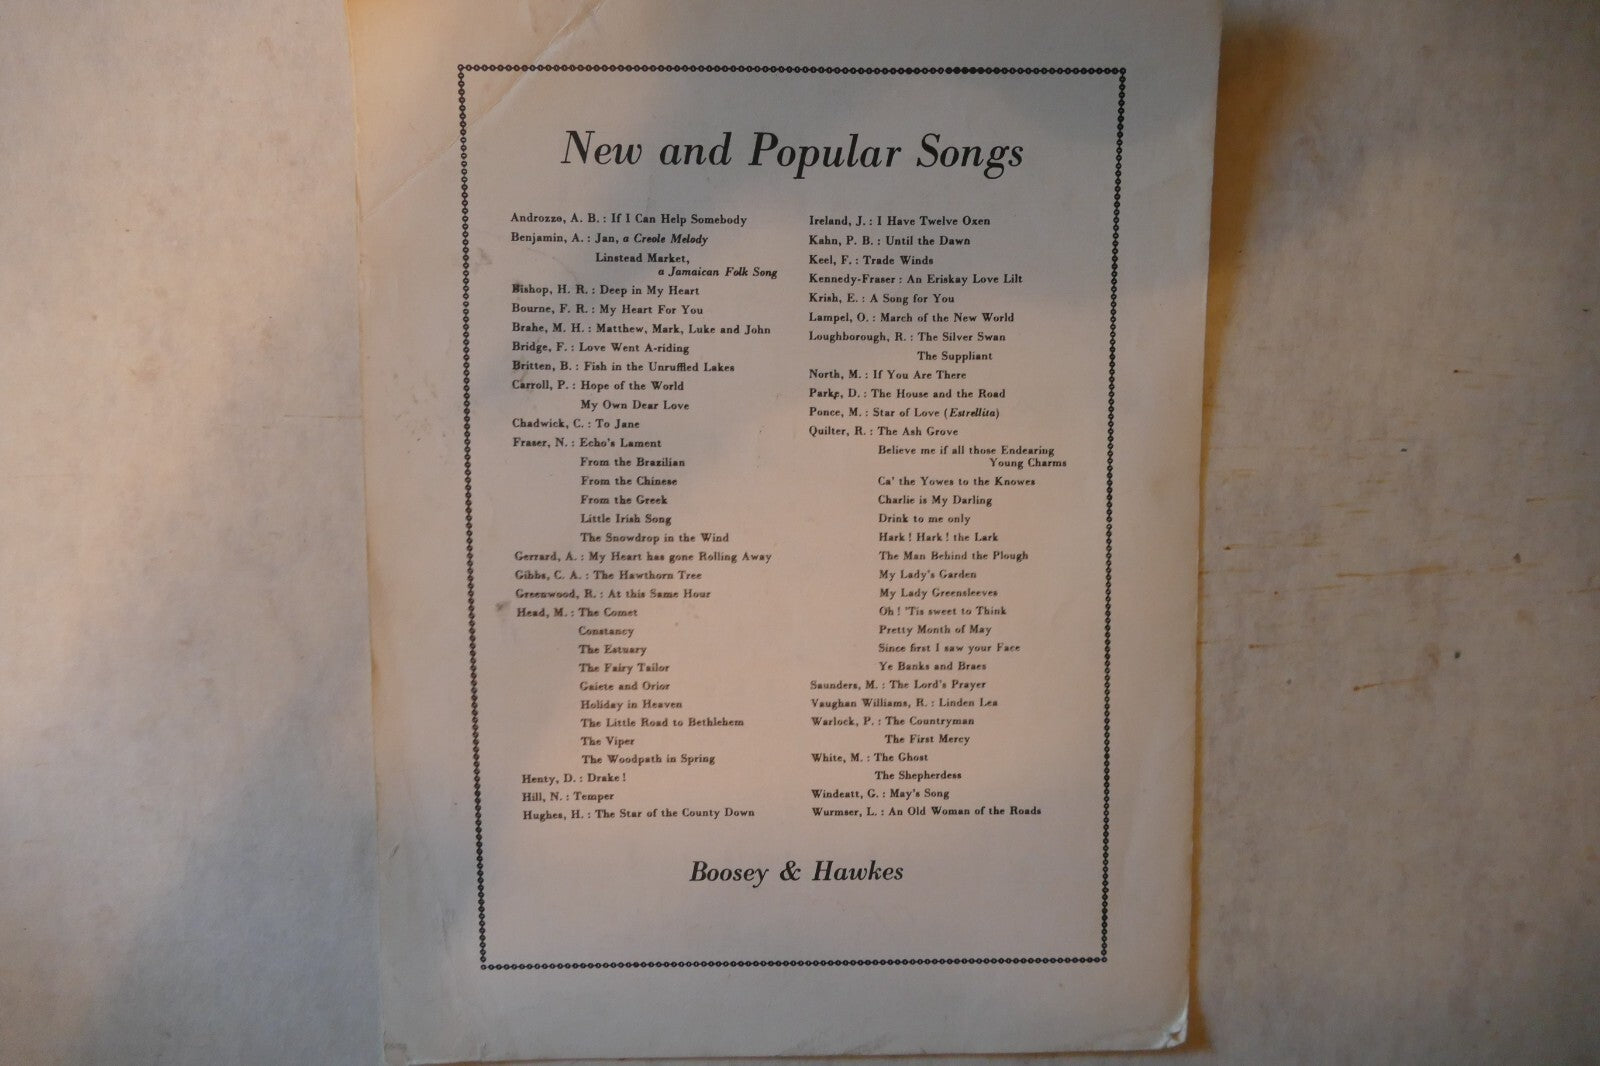 New and Popular Songs
Androzzo, A. B. : If I Can Help Somebody
Benjamin, A. : Jan, a Creole Melody
Linstead Market,
a Jamaican Folk Song
Bishop, H. R. : Deep in My Heart
Bourne, F. R. : My Heart For You
Brahe, M. H. : Matthew, Mark, Luke and John
Bridge, F. : Love Went A-riding
Britten, B. : Fish in the Unruffled Lakes
Carroll, P. : Hope of the World
My Own Dear Love
Chadwick, C. : To Jane
Fraser, N. : Echo's Lament
From the Brazilian
From the Chinese
From the Greek
Little Irish Song
The Snowdrop in the Wind
Gerrard, A. : My Heart has gone Rolling Away
Gibbs, C. A. : The Hawthorn Tree
Greenwood, R. : At this Same Hour
Head, M. : The Comet
Constancy
The Estuary
The Fairy Tailor
Gaiete and Orior
Holiday in Heaven
The Little Road to Bethlehem
The Viper
The Woodpath in Spring
Henty, D. : Drake !
Hill, N. : Temper
Hughes, H. : The Star of the County Down
Ireland, J. : I Have Twelve Oxen
Kahn, P. B. : Until the Dawn
Keel, F. : Trade Winds
Kennedy-Fraser : An Eriskay Love Lilt
Krish, E. : A Song for You
Lampel, O. : March of the New World
Loughborough, R. : The Silver Swan
The Suppliant
North, M. : If You Are There
Parke, D. : The House and the Road
Ponce, M. : Star of Love (Estrellita)
Quilter, R. : The Ash Grove
Believe me if all those Endearing
Young Charms
Ca' the Yowes to the Knowes
Charlie is My Darling
Drink to me only
Hark ! Hark ! the Lark
The Man Behind the Plough
My Lady's Garden
My Lady Greensleeves
Oh ! 'Tis sweet to Think
Pretty Month of May
Since first I saw your Face
Ye Banks and Braes
Saunders, M. : The Lord's Prayer
Vaughan Williams, R. : Linden Lea
Warlock, P. : The Countryman
The First Mercy
White, M. : The Ghost
The Shepherdess
Windeatt, G. : May's Song
Wurmser, L. : An Old Woman of the Roads
Boosey & Hawkes